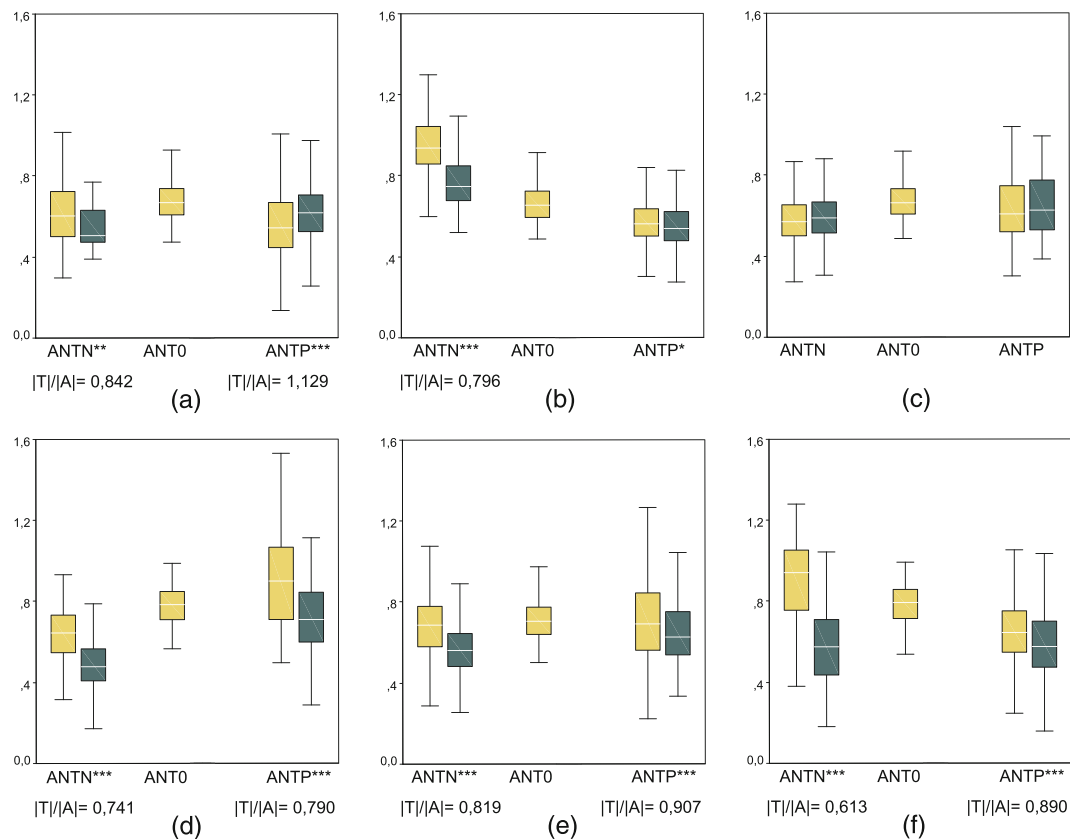 1,6 1,6 1,6
1,2 1,2 1,2
,8 ,8 ,8
,4 ,4 ,4
0,0 0,0 0,0
ANTN** ANT0 ANTP*** ANTN*** ANT0 ANTP* ANTN ANT0 ANTP
|T|/|A|= 0,842 |T|/|A|= 1,129 |T|/|A|= 0,796
(a) (b) (c)
1,6 1,6 1,6
1,2 1,2 1,2
,8 ,8 ,8
,4 ,4 ,4
0,0 0,0 0,0
ANTN*** ANT0 ANTP*** ANTN*** ANT0 ANTP*** ANTN*** ANT0 ANTP***
|T|/|A|= 0,741 |T|/|A|= 0,790 |T|/|A|= 0,819 |T|/|A|= 0,907 |T|/|A|= 0,613 |T|/|A|= 0,890
(d) (e) (f)